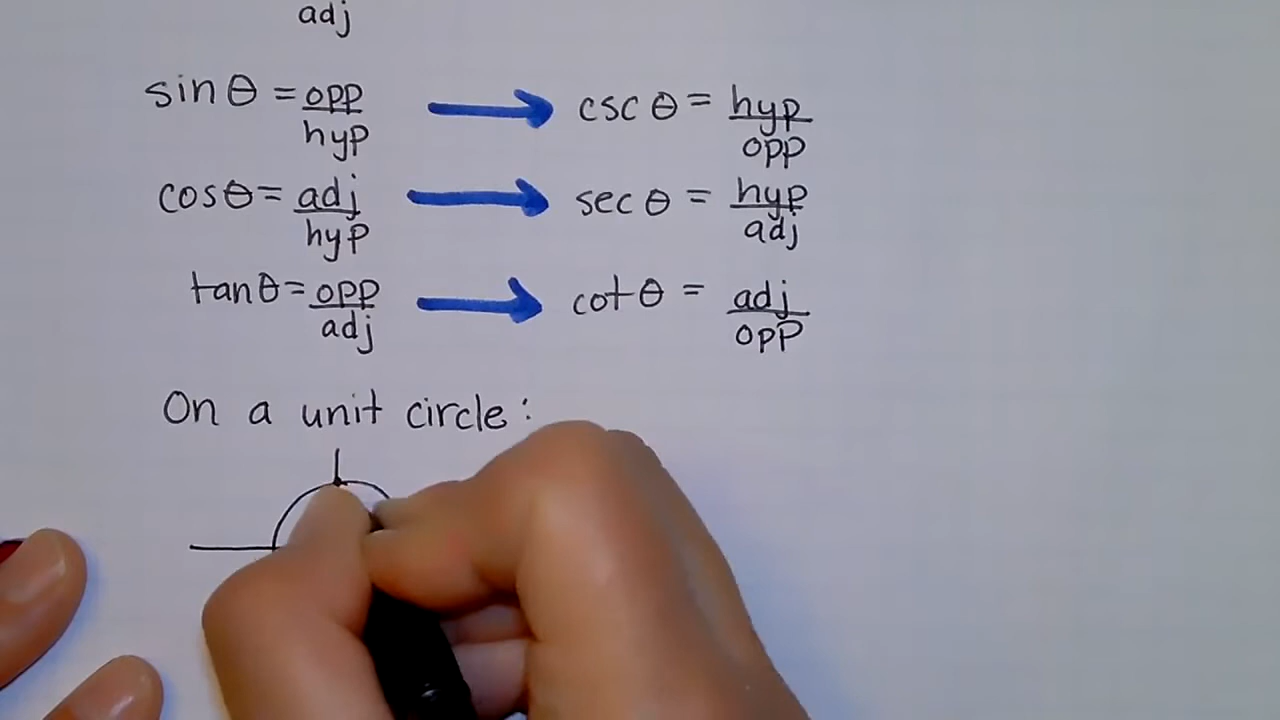 adj
sin θ = opp/hyp → csc θ = hyp/opp
cos θ = adj/hyp → sec θ = hyp/adj
tan θ = opp/adj → cot θ = adj/opp
On a unit circle: